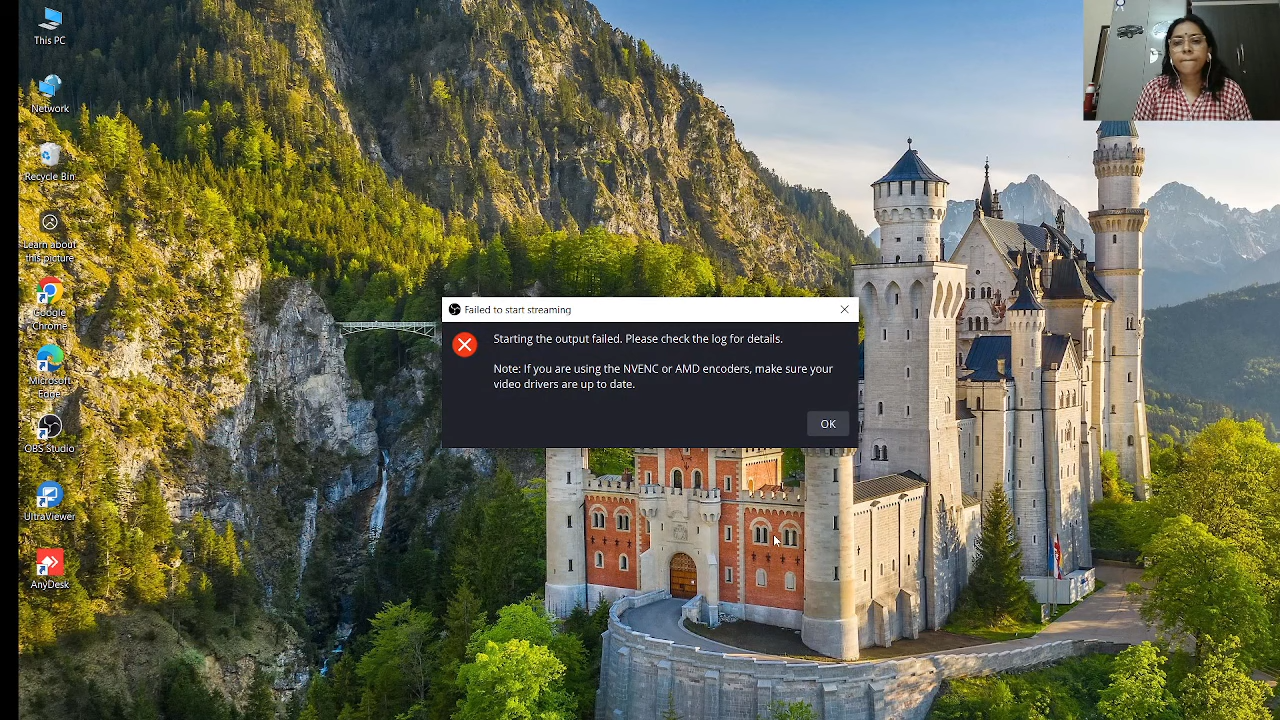 This PC
Network
Recycle Bin
Learn about
this picture
Google
Chrome
Microsoft
Edge
OBS Studio
UltraViewer
AnyDesk
Failed to start streaming
Starting the output failed. Please check the log for details.
Note: If you are using the NVENC or AMD encoders, make sure your
video drivers are up to date.
OK